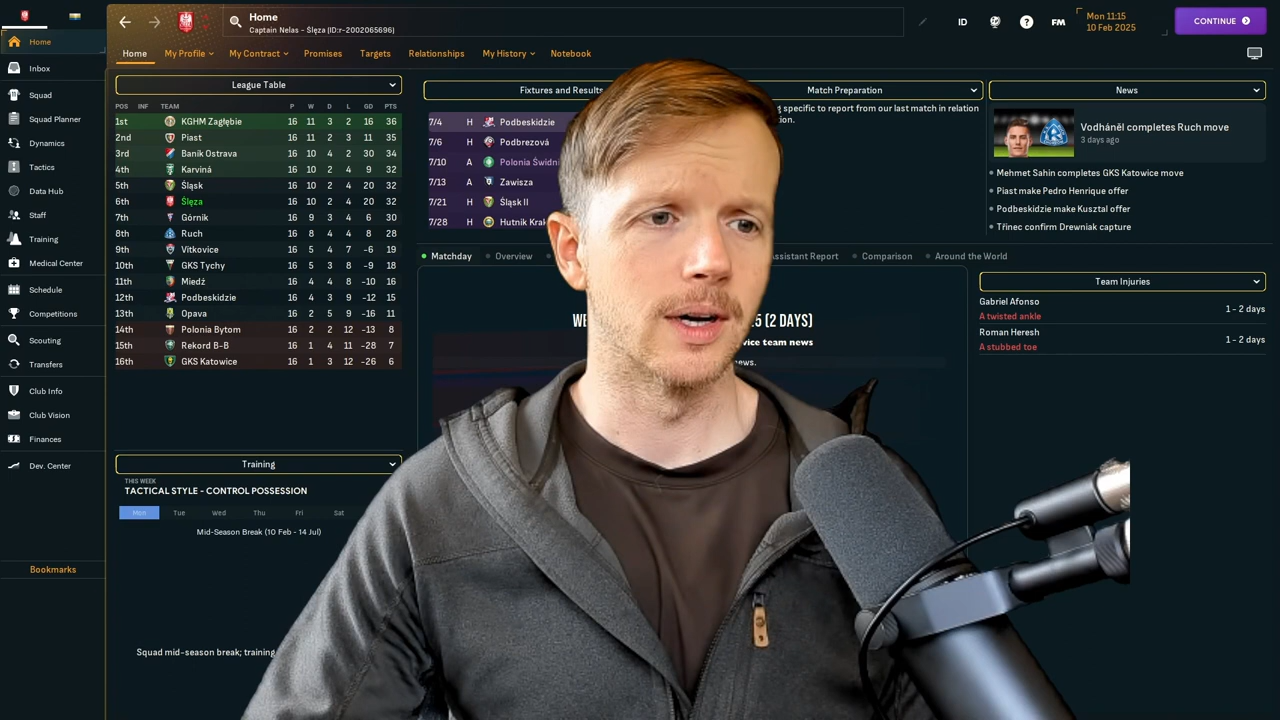 Home
Captain Nelas - Ślęza (ID:r-2002065696)
ID
FM
Mon 11:15
10 Feb 2025
CONTINUE
Home
My Profile
My Contract
Promises
Targets
Relationships
My History
Notebook
Home
Inbox
Squad
Squad Planner
Dynamics
Tactics
Data Hub
Staff
Training
Medical Center
Schedule
Competitions
Scouting
Transfers
Club Info
Club Vision
Finances
Dev. Center
Bookmarks
League Table
POS INF TEAM P W D L GD PTS
1st KGHM Zagłębie 16 11 3 2 16 36
2nd Piast 16 11 2 3 11 35
3rd Baník Ostrava 16 10 4 2 30 34
4th Karviná 16 10 2 4 9 32
5th Śląsk 16 10 2 4 20 32
6th Ślęza 16 10 2 4 20 32
7th Górnik 16 9 3 4 6 30
8th Ruch 16 8 4 4 8 28
9th Vítkovice 16 5 4 7 -6 19
10th GKS Tychy 16 5 3 8 -9 18
11th Miedź 16 4 4 8 -10 16
12th Podbeskidzie 16 4 3 9 -12 15
13th Opava 16 2 5 9 -16 11
14th Polonia Bytom 16 2 2 12 -13 8
15th Rekord B-B 16 1 4 11 -28 7
16th GKS Katowice 16 1 3 12 -26 6
Training
THIS WEEK
TACTICAL STYLE - CONTROL POSSESSION
Mon Tue Wed Thu Fri Sat
Mid-Season Break (10 Feb - 14 Jul)
Squad mid-season break; training
Fixtures and Results
7/4 H Podbeskidzie
7/6 H Podbrezová
7/10 A Polonia Świdni
7/13 A Zawisza
7/21 H Śląsk II
7/28 H Hutnik Krak
Match Preparation
specific to report from our last match in relation
Matchday
Overview
Assistant Report
Comparison
Around the World
5 (2 DAYS)
team news
news.
News
Vodháněl completes Ruch move
3 days ago
Mehmet Sahin completes GKS Katowice move
Piast make Pedro Henrique offer
Podbeskidzie make Kusztal offer
Třinec confirm Drewniak capture
Team Injuries
Gabriel Afonso
A twisted ankle
1 - 2 days
Roman Heresh
A stubbed toe
1 - 2 days